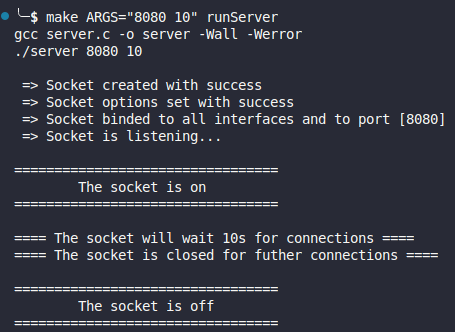 ╰─$ make ARGS="8080 10" runServer
gcc server.c -o server -Wall -Werror
./server 8080 10
=> Socket created with success
=> Socket options set with success
=> Socket binded to all interfaces and to port [8080]
=> Socket is listening...
=================================
The socket is on
=================================
==== The socket will wait 10s for connections ====
==== The socket is closed for futher connections ====
=================================
The socket is off
=================================